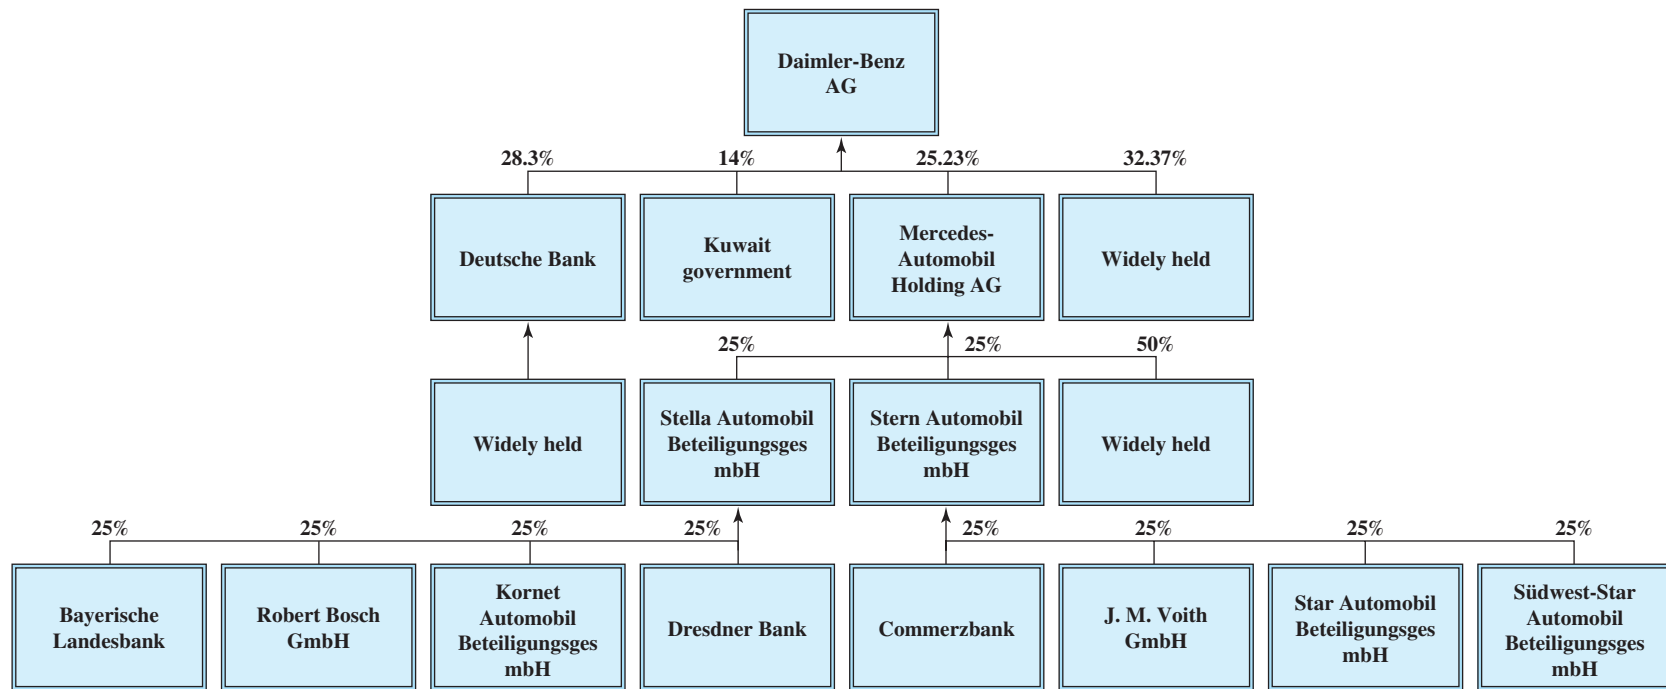 Daimler-Benz
AG
28.3%
14%
25.23%
32.37%
Deutsche Bank
Kuwait
government
Mercedes-
Automobil
Holding AG
Widely held
25%
25%
50%
Widely held
Stella Automobil
Beteiligungsges
mbH
Stern Automobil
Beteiligungsges
mbH
Widely held
25%
25%
25%
25%
25%
25%
25%
25%
Bayerische
Landesbank
Robert Bosch
GmbH
Kornet
Automobil
Beteiligungsges
mbH
Dresdner Bank
Commerzbank
J. M. Voith
GmbH
Star Automobil
Beteiligungsges
mbH
Südwest-Star
Automobil
Beteiligungsges
mbH